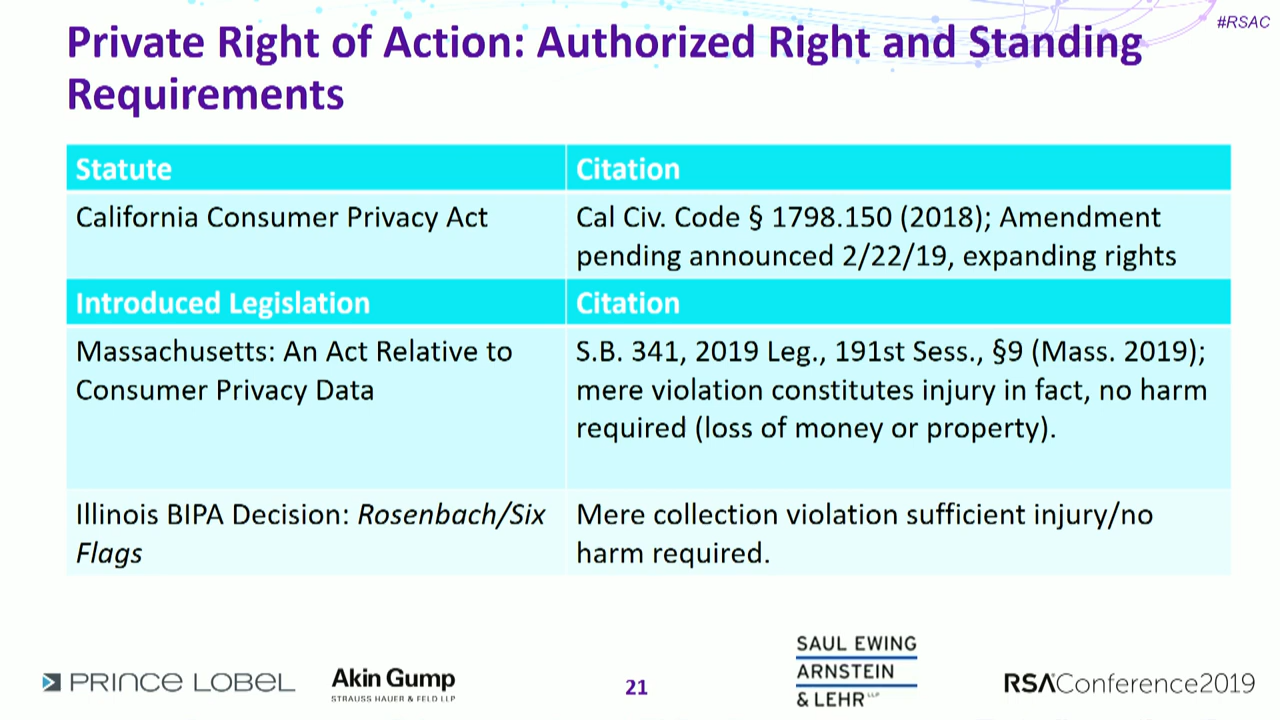 #RSAC
Private Right of Action: Authorized Right and Standing
Requirements
Statute
Citation
California Consumer Privacy Act
Cal Civ. Code § 1798.150 (2018); Amendment
pending announced 2/22/19, expanding rights
Introduced Legislation
Citation
Massachusetts: An Act Relative to
Consumer Privacy Data
S.B. 341, 2019 Leg., 191st Sess., §9 (Mass. 2019);
mere violation constitutes injury in fact, no harm
required (loss of money or property).
Illinois BIPA Decision: Rosenbach/Six
Flags
Mere collection violation sufficient injury/no
harm required.
PRINCE LOBEL
Akin Gump
STRAUSS HAUER & FELD LLP
21
SAUL EWING
ARNSTEIN
& LEHR LLP
RSAConference2019